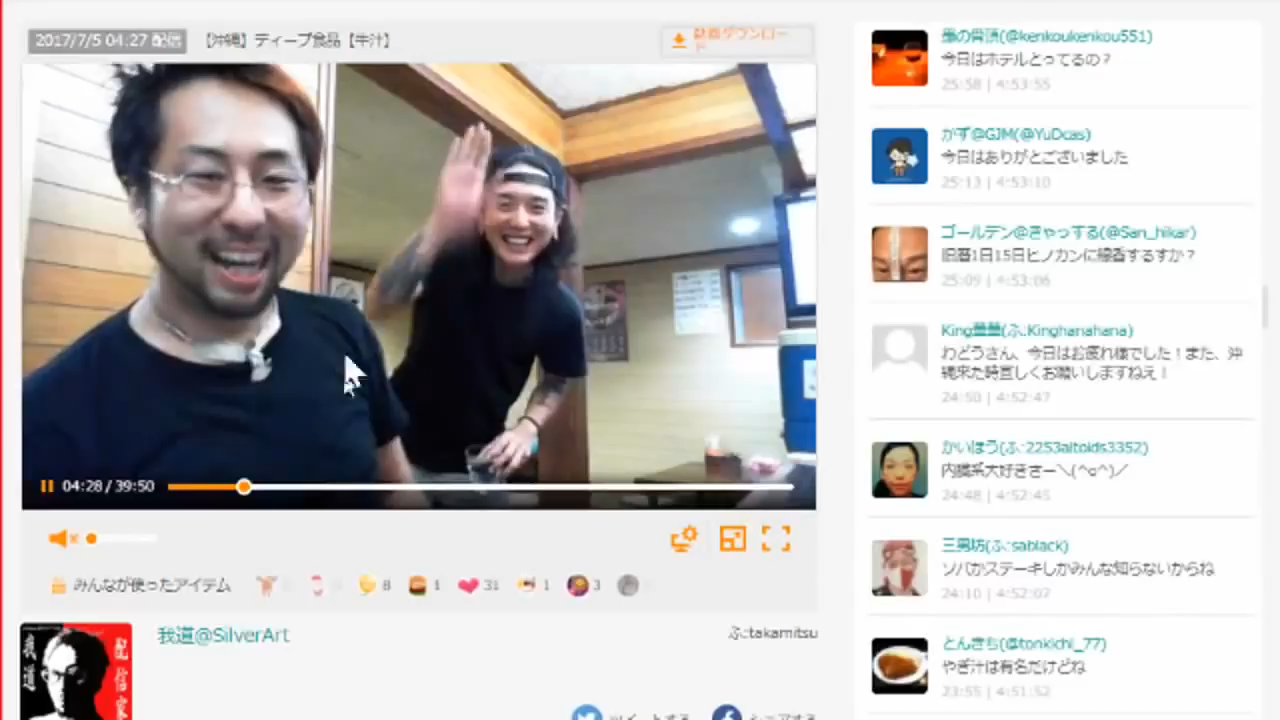 2017/7/5 04:27 配信
【沖縄】ディープ食品【牛汁】
動画ダウンロード
04:28 / 39:50
みんなが使ったアイテム
8
1
31
1
3
我道@SilverArt
ふ:takamitsu
ツイートする
シェアする
(@kenkoukenkou551)
今日はホテルとってるの？
25:58 | 4:53:55
かず@GJM(@YuDcas)
今日はありがとございました
25:13 | 4:53:10
ゴールデン@きゃっする(@San_hikar)
旧暦1日15日ヒノカンに線香するすか？
25:09 | 4:53:06
King華華(ふ:Kinghanahana)
わどうさん、今日はお疲れ様でした！また、沖
縄来た時宜しくお願いしますねえ！
24:50 | 4:52:47
かいほう(ふ:2253altoids3352)
内臓系大好きさー＼(^o^)／
24:48 | 4:52:45
三男坊(ふ:sablack)
ソバかステーキしかみんな知らないからね
24:10 | 4:52:07
とんきち(@tonkichi_77)
やぎ汁は有名だけどね
23:55 | 4:51:52